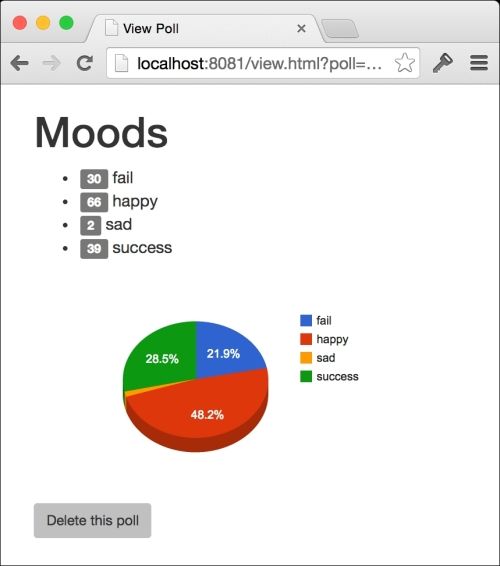 View Poll
localhost:8081/view.html?poll=…
Moods
30 fail
66 happy
2 sad
39 success
fail
happy
sad
success
28.5%
21.9%
48.2%
Delete this poll